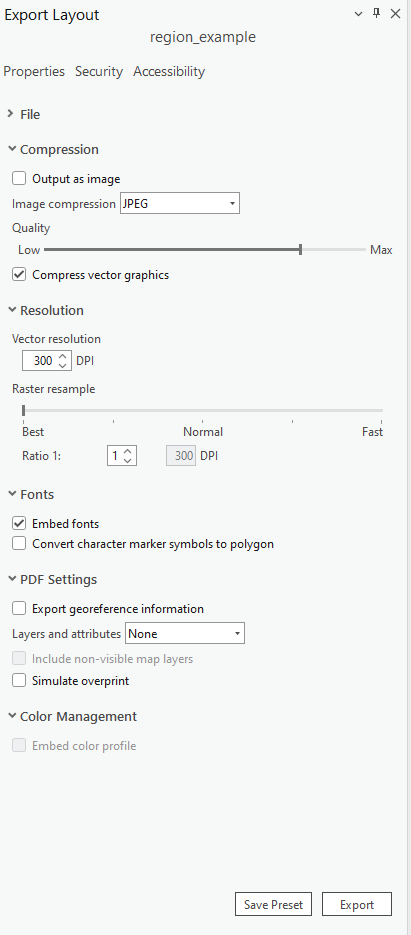 Export Layout
region_example
Properties Security Accessibility
File
Compression
Output as image
Image compression JPEG
Quality
Low Max
Compress vector graphics
Resolution
Vector resolution
300 DPI
Raster resample
Best Normal Fast
Ratio 1: 1 300 DPI
Fonts
Embed fonts
Convert character marker symbols to polygon
PDF Settings
Export georeference information
Layers and attributes None
Include non-visible map layers
Simulate overprint
Color Management
Embed color profile
Save Preset Export